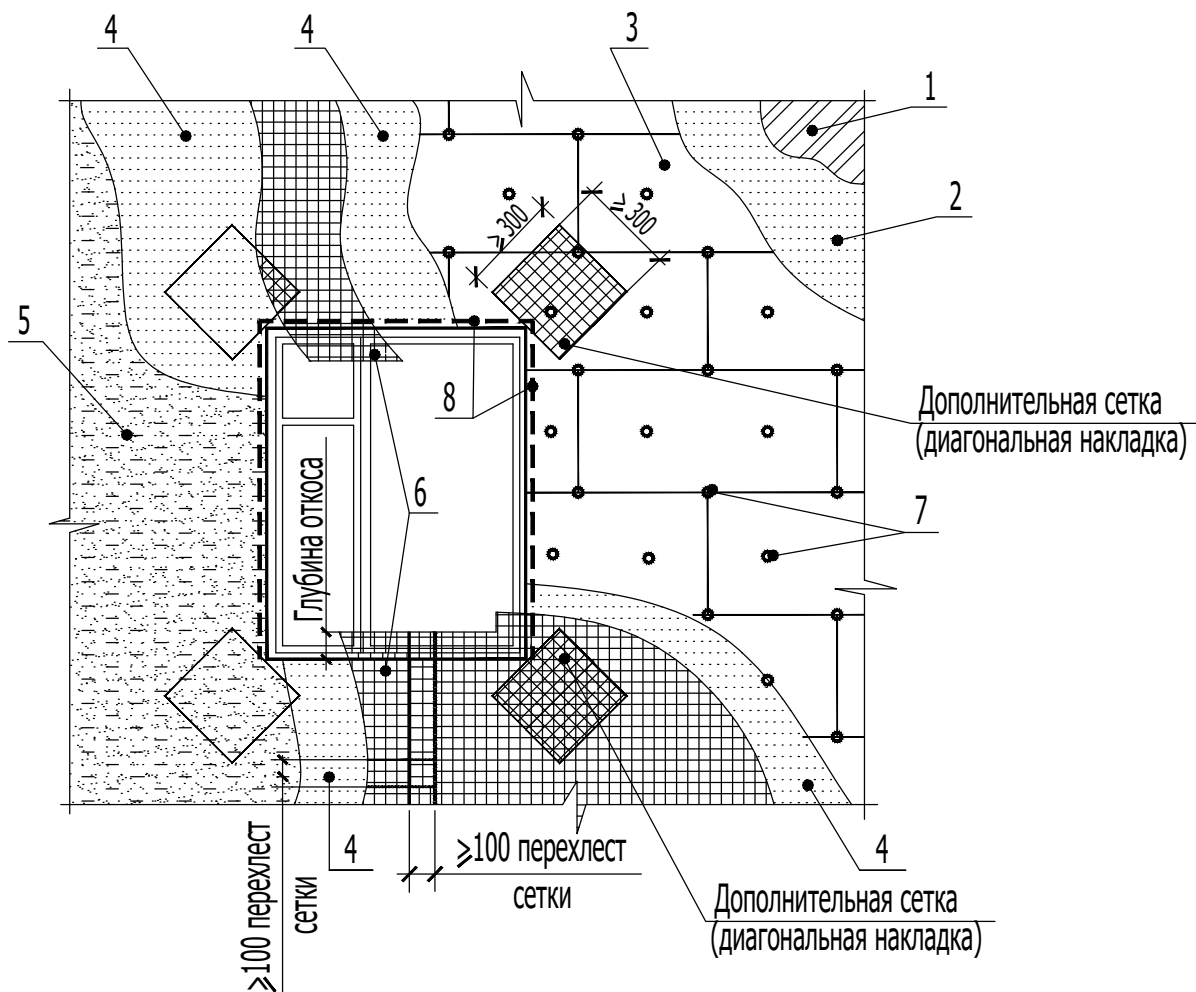 4
4
3
1
2
≥300
≥300
5
8
Дополнительная сетка
(диагональная накладка)
Глубина откоса
6
7
4
4
≥100 перехлест
сетки
≥100 перехлест
сетки
Дополнительная сетка
(диагональная накладка)